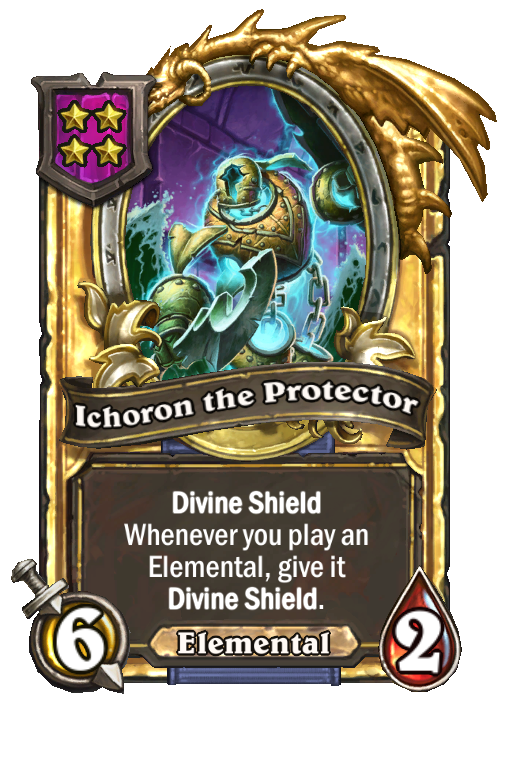 Ichoron the Protector
Divine Shield
Whenever you play an
Elemental, give it
Divine Shield.
6
Elemental
2